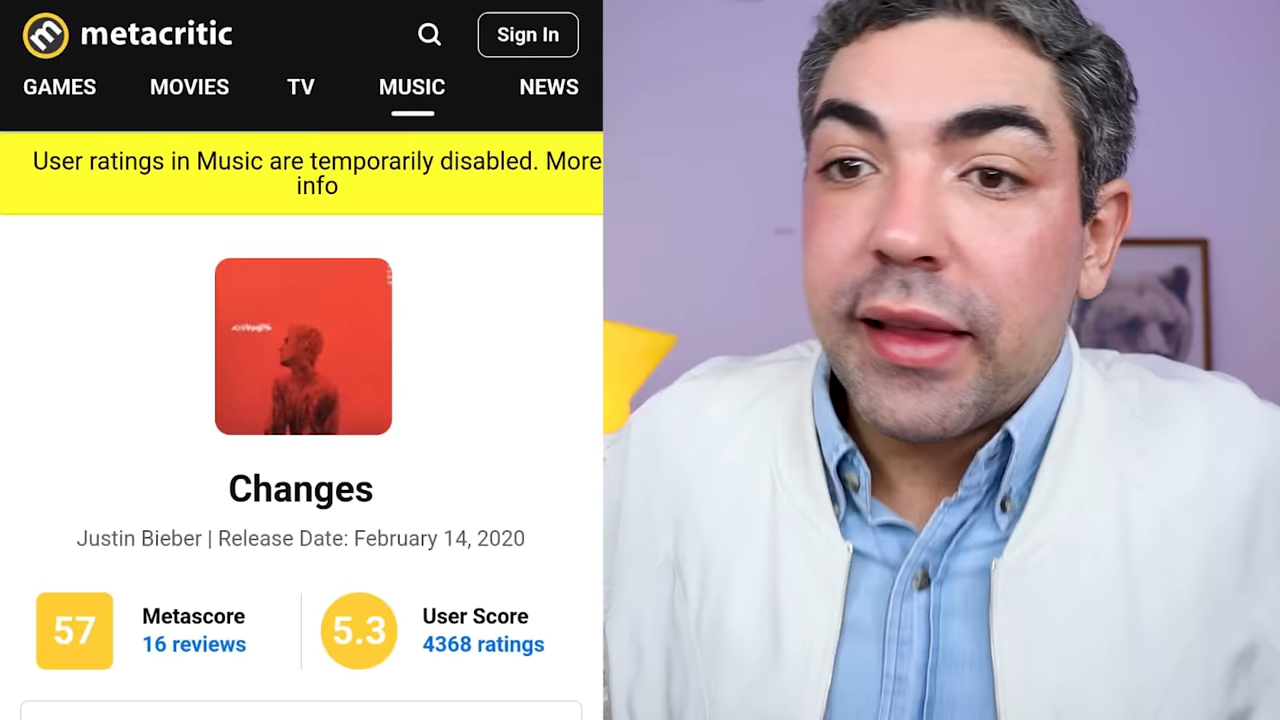 metacritic
Sign In
GAMES MOVIES TV MUSIC NEWS
User ratings in Music are temporarily disabled. More
info
Changes
Justin Bieber | Release Date: February 14, 2020
57 Metascore 5.3 User Score
16 reviews 4368 ratings